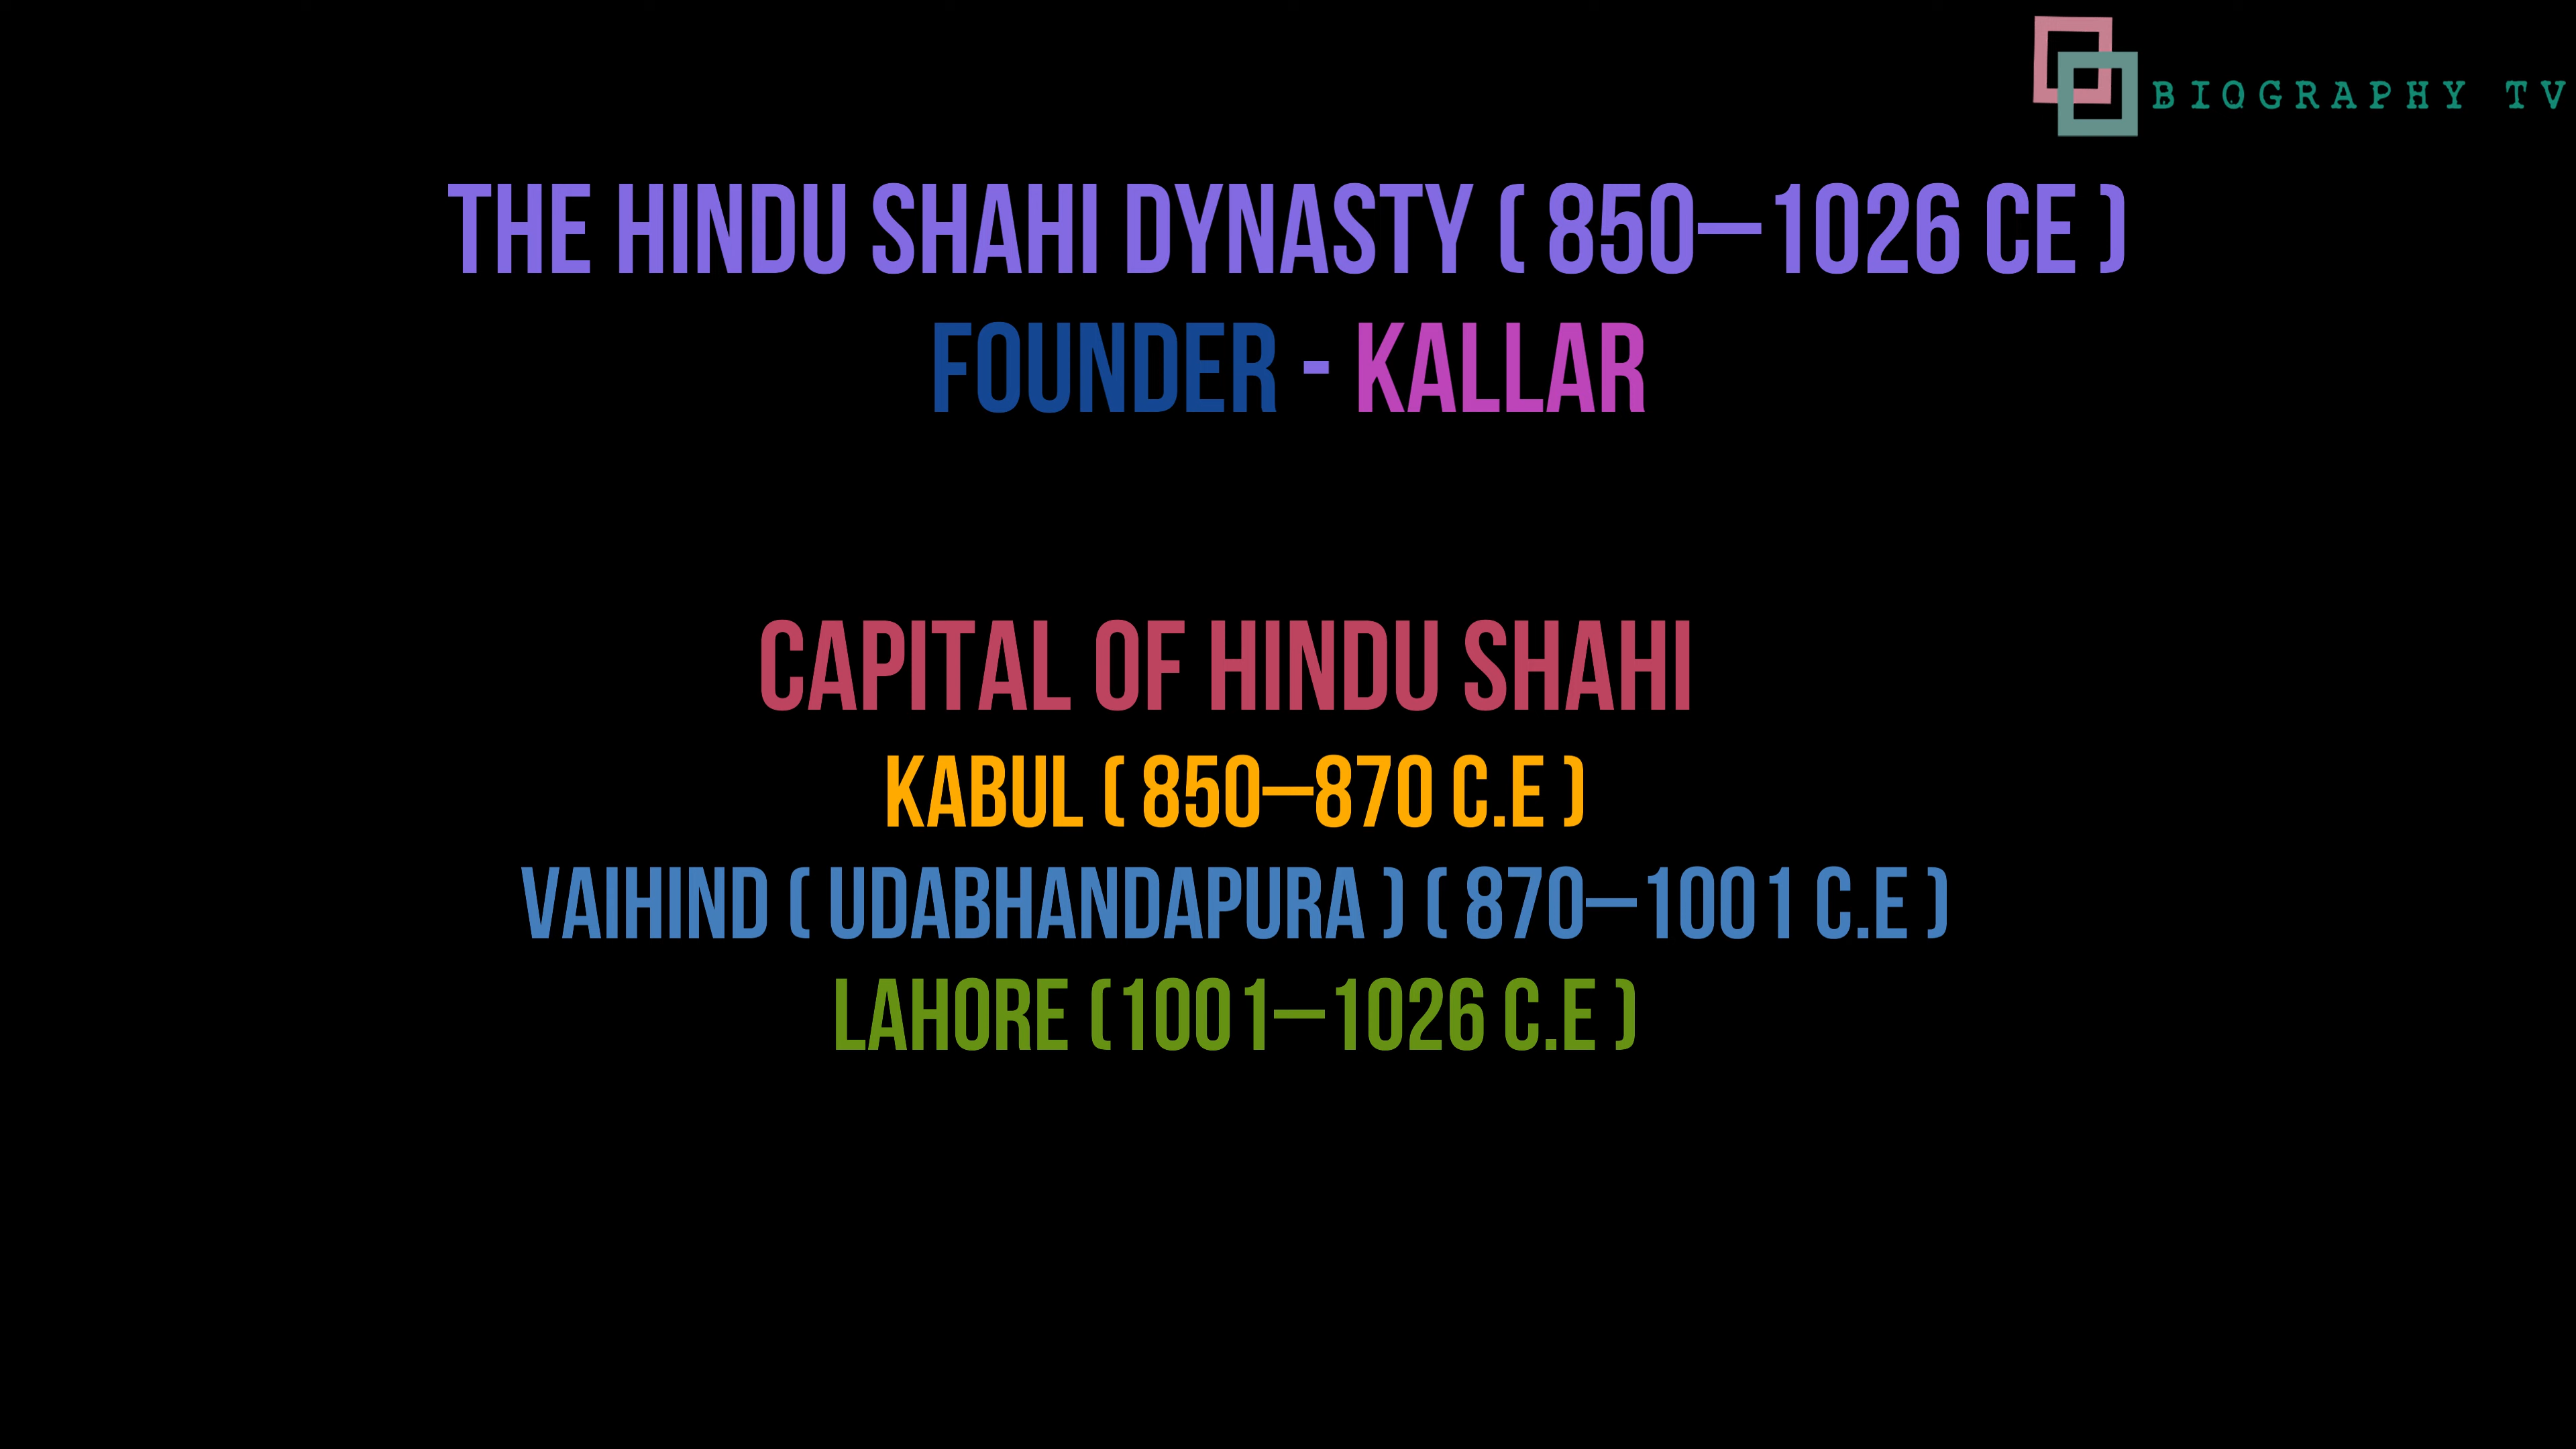 BIOGRAPHY TV
THE HINDU SHAHI DYNASTY ( 850–1026 CE )
FOUNDER - KALLAR
CAPITAL OF HINDU SHAHI
KABUL ( 850–870 C.E )
VAIHIND ( UDABHANDAPURA ) ( 870–1001 C.E )
LAHORE (1001–1026 C.E )